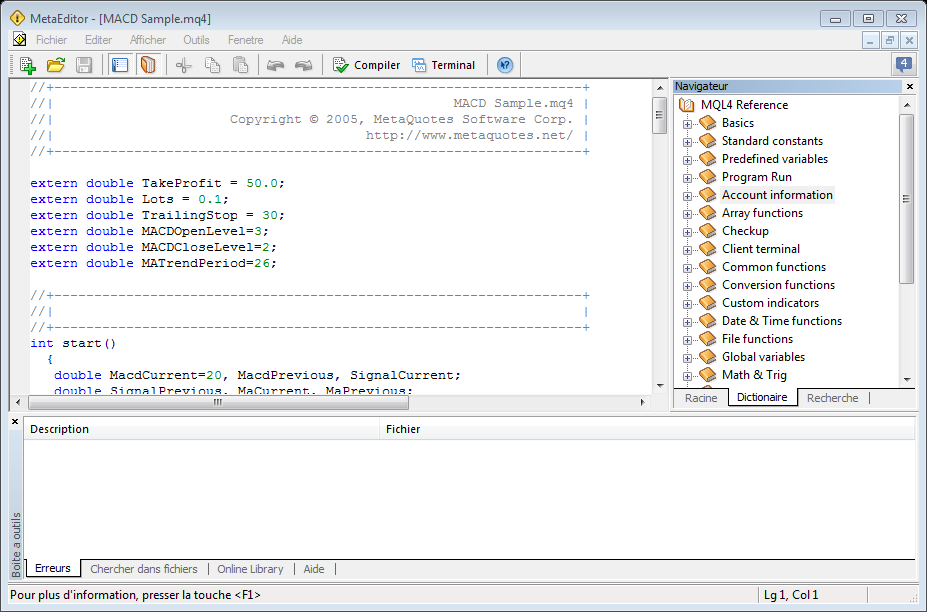 MetaEditor - [MACD Sample.mq4]
Fichier Editer Afficher Outils Fenetre Aide
Compiler Terminal 4
//+------------------------------------------------------------------+
//| MACD Sample.mq4 |
//| Copyright © 2005, MetaQuotes Software Corp. |
//| http://www.metaquotes.net/ |
//+------------------------------------------------------------------+
extern double TakeProfit = 50.0;
extern double Lots = 0.1;
extern double TrailingStop = 30;
extern double MACDOpenLevel=3;
extern double MACDCloseLevel=2;
extern double MATrendPeriod=26;
//+------------------------------------------------------------------+
//| |
//+------------------------------------------------------------------+
int start()
{
double MacdCurrent=20, MacdPrevious, SignalCurrent;
double SignalPrevious, MaCurrent, MaPrevious;
Navigateur
MQL4 Reference
Basics
Standard constants
Predefined variables
Program Run
Account information
Array functions
Checkup
Client terminal
Common functions
Conversion functions
Custom indicators
Date & Time functions
File functions
Global variables
Math & Trig
Racine Dictionaire Recherche
Description Fichier
Boite a outils
Erreurs Chercher dans fichiers Online Library Aide
Pour plus d'information, presser la touche <F1> Lg 1, Col 1